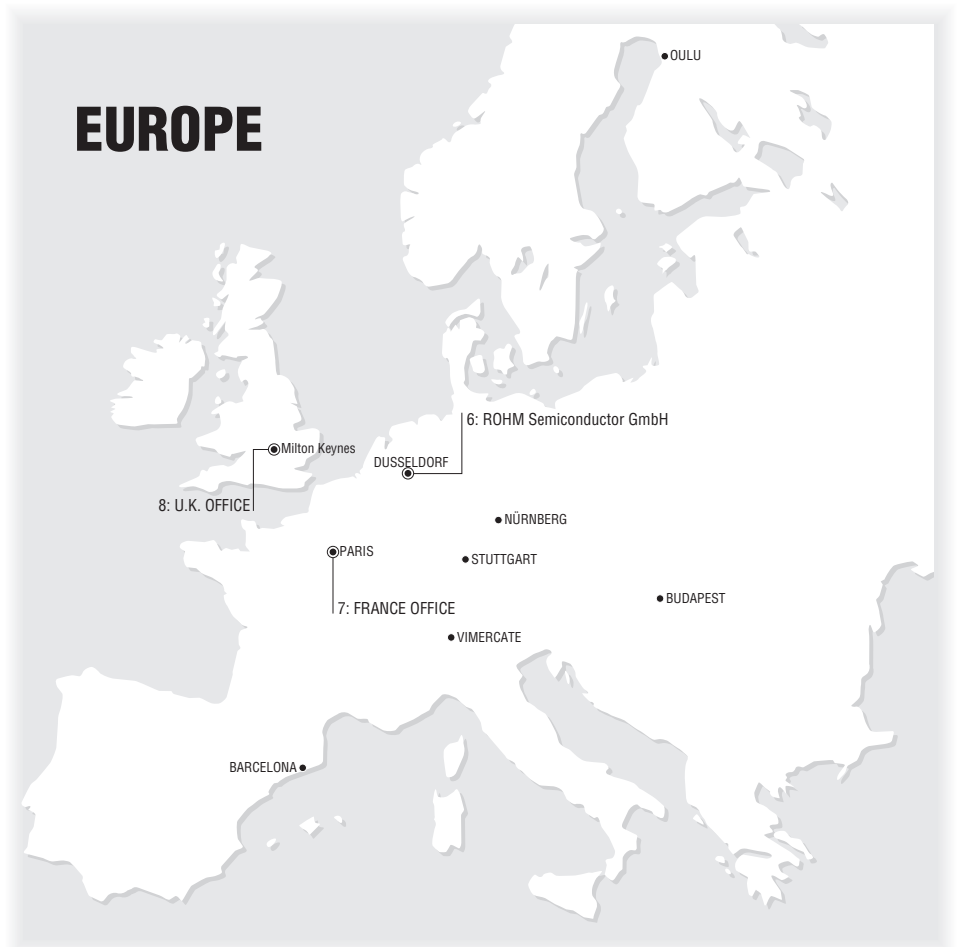 OULU
EUROPE
6: ROHM Semiconductor GmbH
Milton Keynes
DUSSELDORF
8: U.K. OFFICE
NÜRNBERG
PARIS
STUTTGART
BUDAPEST
7: FRANCE OFFICE
VIMERCATE
BARCELONA